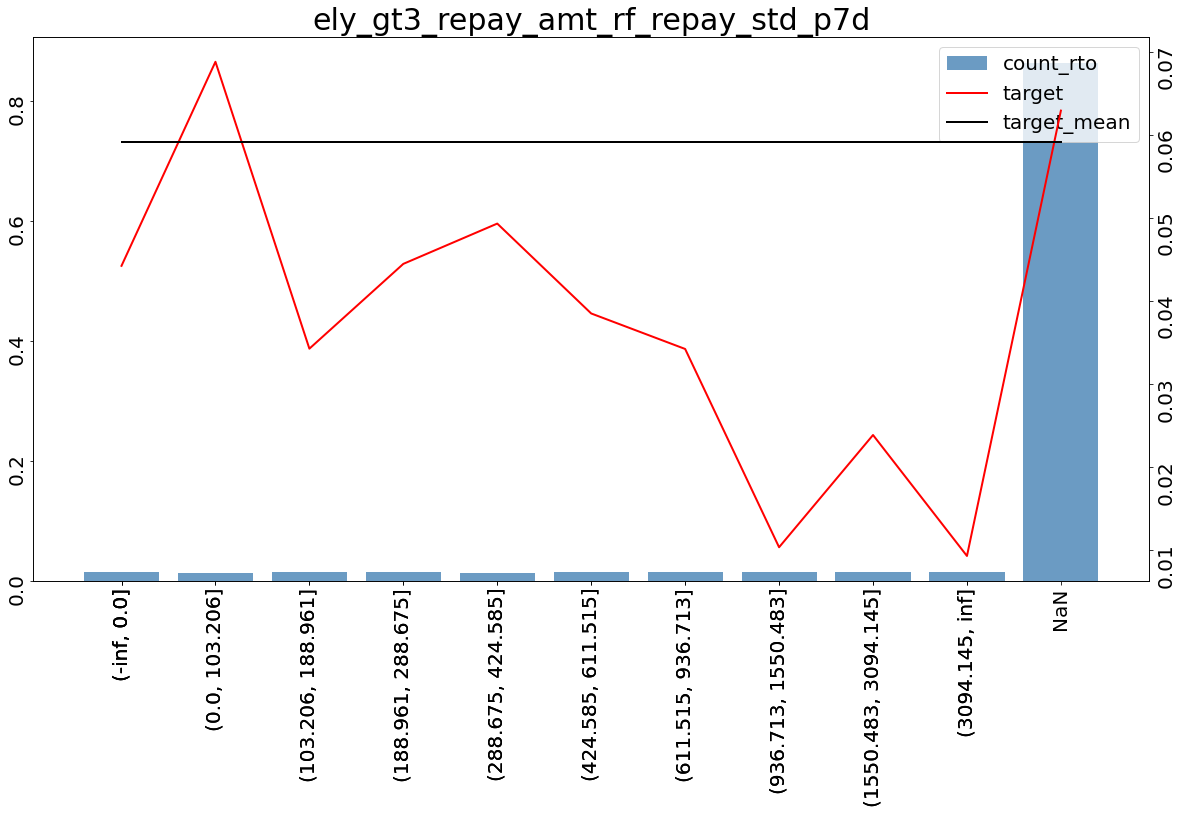 ely_gt3_repay_amt_rf_repay_std_p7d
count_rto
target
target_mean
0.8
0.6
0.4
0.2
0.0
0.07
0.06
0.05
0.04
0.03
0.02
0.01
(-inf, 0.0]
(0.0, 103.206]
(103.206, 188.961]
(188.961, 288.675]
(288.675, 424.585]
(424.585, 611.515]
(611.515, 936.713]
(936.713, 1550.483]
(1550.483, 3094.145]
(3094.145, inf]
NaN